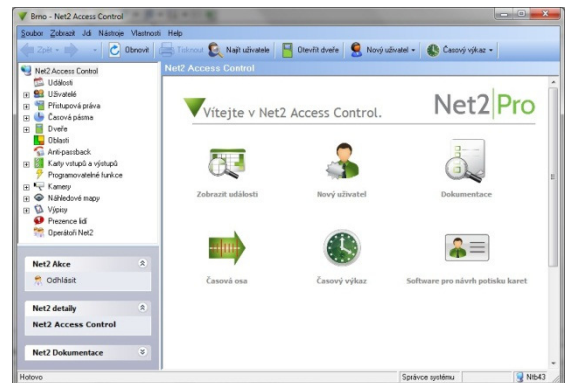 Brno - Net2 Access Control
Soubor Zobrazit Jdi Nástroje Vlastnosti Help
Zpět Obnovit Tisknout Najít uživatele Otevřít dveře Nový uživatel Časový výkaz
Net2 Access Control
Net2 Access Control
Události
Uživatelé
Přístupová práva
Časová pásma
Dveře
Oblasti
Anti-passback
Karty vstupů a výstupů
Programovatelné funkce
Kamery
Náhledové mapy
Výpisy
Prezence lidí
Operátoři Net2
Net2 Akce
Odhlásit
Net2 detaily
Net2 Access Control
Net2 Dokumentace
Vítejte v Net2 Access Control.
Net2 Pro
Zobrazit události Nový uživatel Dokumentace
Časová osa Časový výkaz Software pro návrh potisku karet
Hotovo Správce systému Ntb43